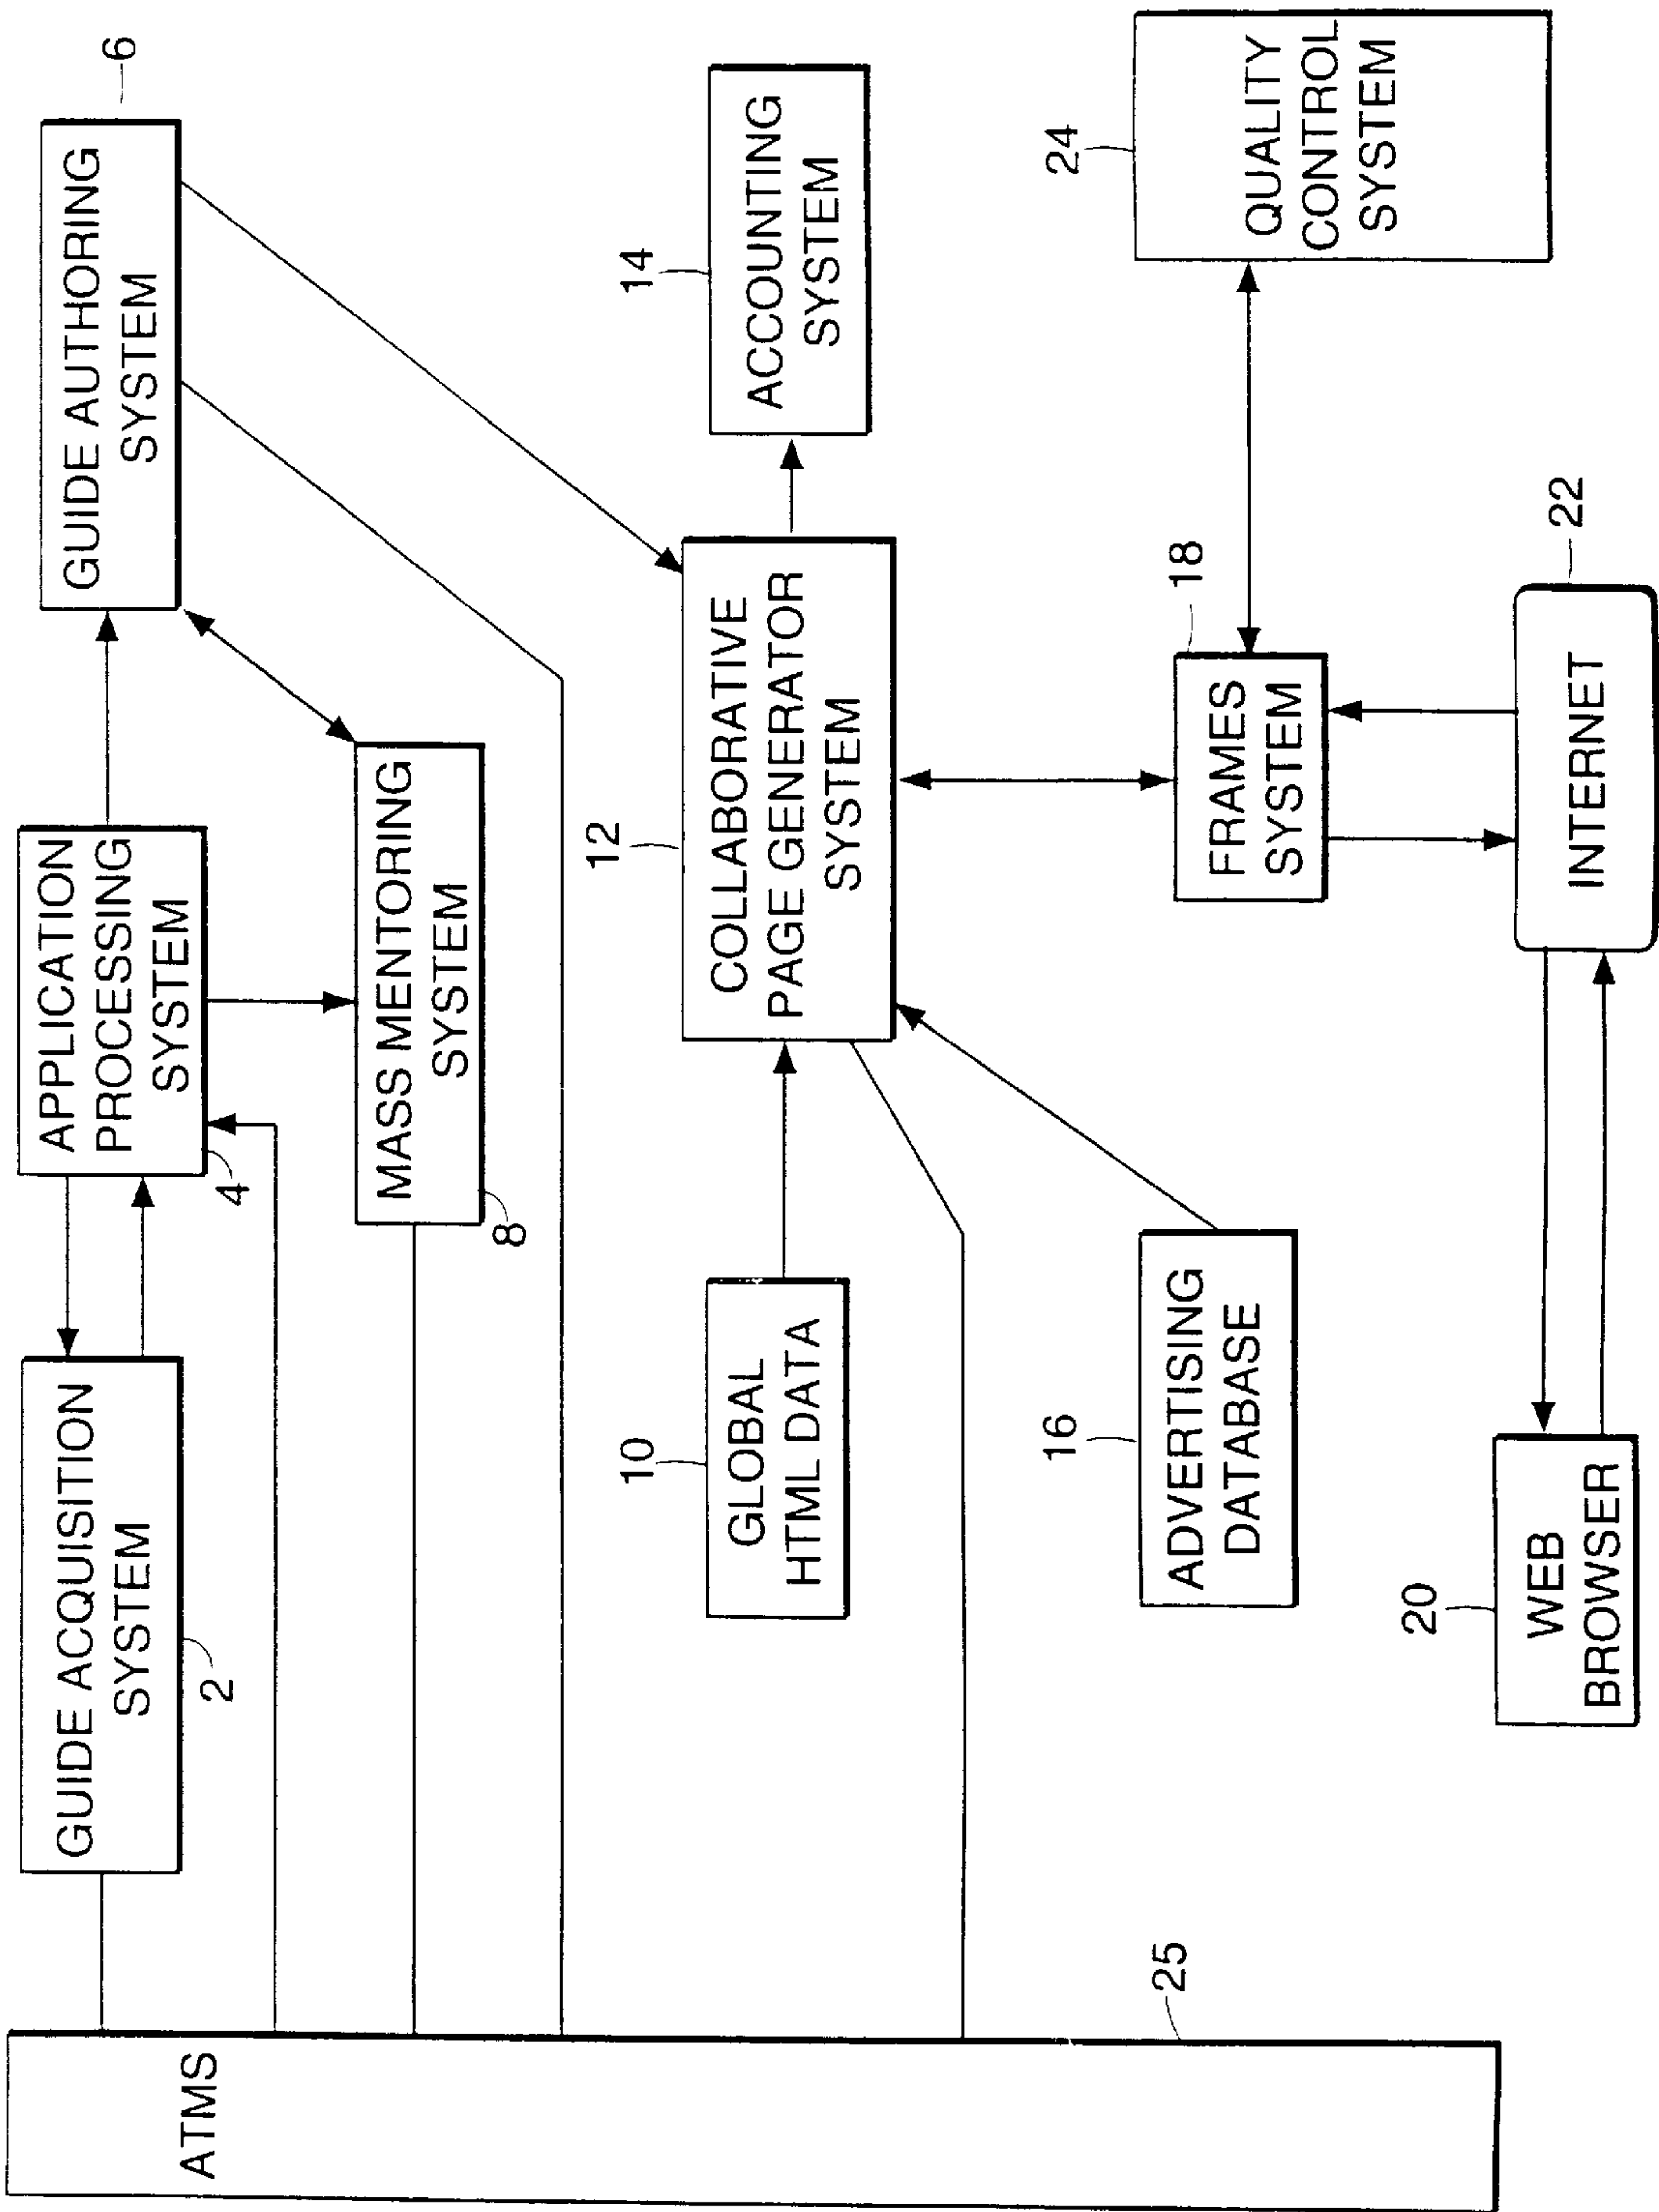 ATMS
25
GUIDE ACQUISITION
SYSTEM
2
APPLICATION
PROCESSING
SYSTEM
4
GUIDE AUTHORING
SYSTEM
6
MASS MENTORING
SYSTEM
8
10
GLOBAL
HTML DATA
12
COLLABORATIVE
PAGE GENERATOR
SYSTEM
14
ACCOUNTING
SYSTEM
16
ADVERTISING
DATABASE
18
FRAMES
SYSTEM
24
QUALITY
CONTROL
SYSTEM
20
WEB
BROWSER
INTERNET
22